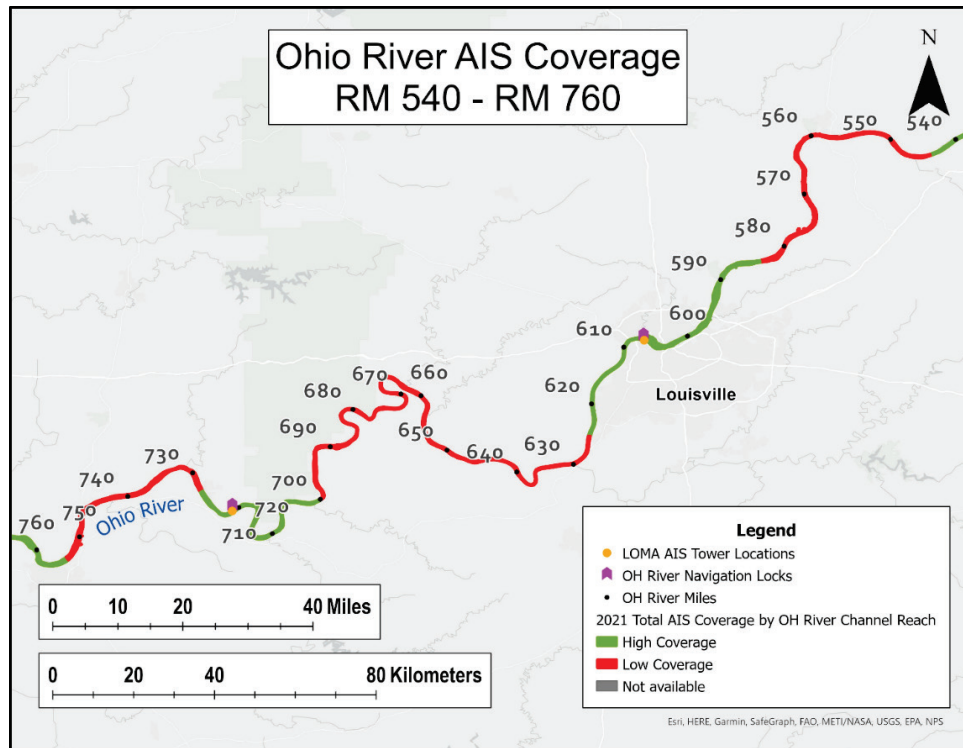 Ohio River AIS Coverage
RM 540 - RM 760
N
560
550
540
570
580
590
600
610
620
Louisville
670
660
680
690
650
640
630
700
730
740
720
710
750
760
Ohio River
0 10 20 40 Miles
0 20 40 80 Kilometers
Legend
LOMA AIS Tower Locations
OH River Navigation Locks
OH River Miles
2021 Total AIS Coverage by OH River Channel Reach
High Coverage
Low Coverage
Not available
Esri, HERE, Garmin, SafeGraph, FAO, METI/NASA, USGS, EPA, NPS